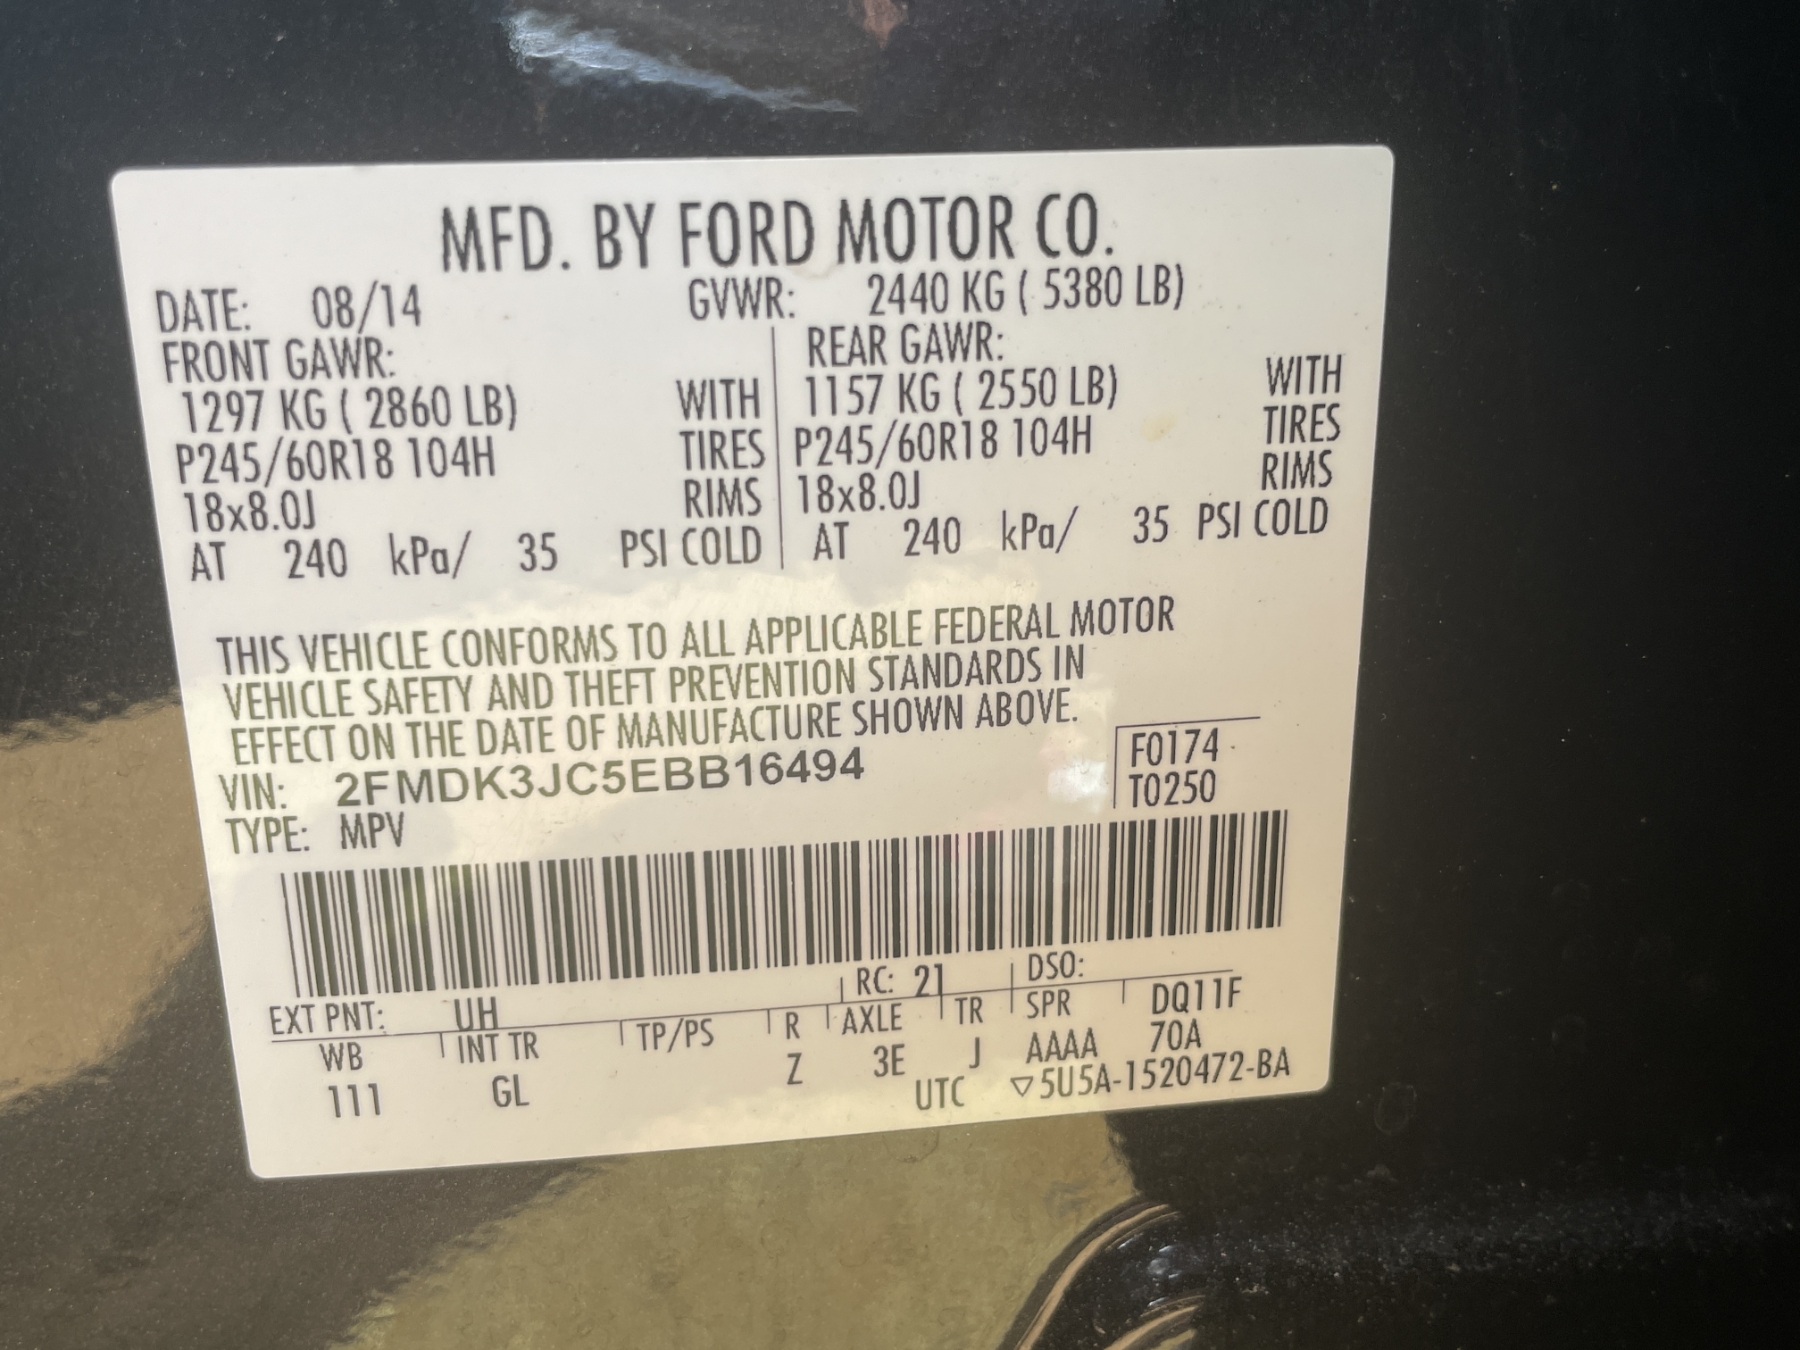 MFD. BY FORD MOTOR CO.
DATE: 08/14 GVWR: 2440 KG ( 5380 LB)
FRONT GAWR: REAR GAWR:
1297 KG ( 2860 LB) WITH 1157 KG ( 2550 LB) WITH
P245/60R18 104H TIRES P245/60R18 104H TIRES
18x8.0J RIMS 18x8.0J RIMS
AT 240 kPa/ 35 PSI COLD AT 240 kPa/ 35 PSI COLD
THIS VEHICLE CONFORMS TO ALL APPLICABLE FEDERAL MOTOR
VEHICLE SAFETY AND THEFT PREVENTION STANDARDS IN
EFFECT ON THE DATE OF MANUFACTURE SHOWN ABOVE.
VIN: 2FMDK3JC5EBB16494 F0174
TYPE: MPV T0250
EXT PNT: UH RC: 21 DSO:
WB INT TR TP/PS R AXLE TR SPR DQ11F
111 GL Z 3E J AAAA 70A
UTC ▽5U5A-1520472-BA